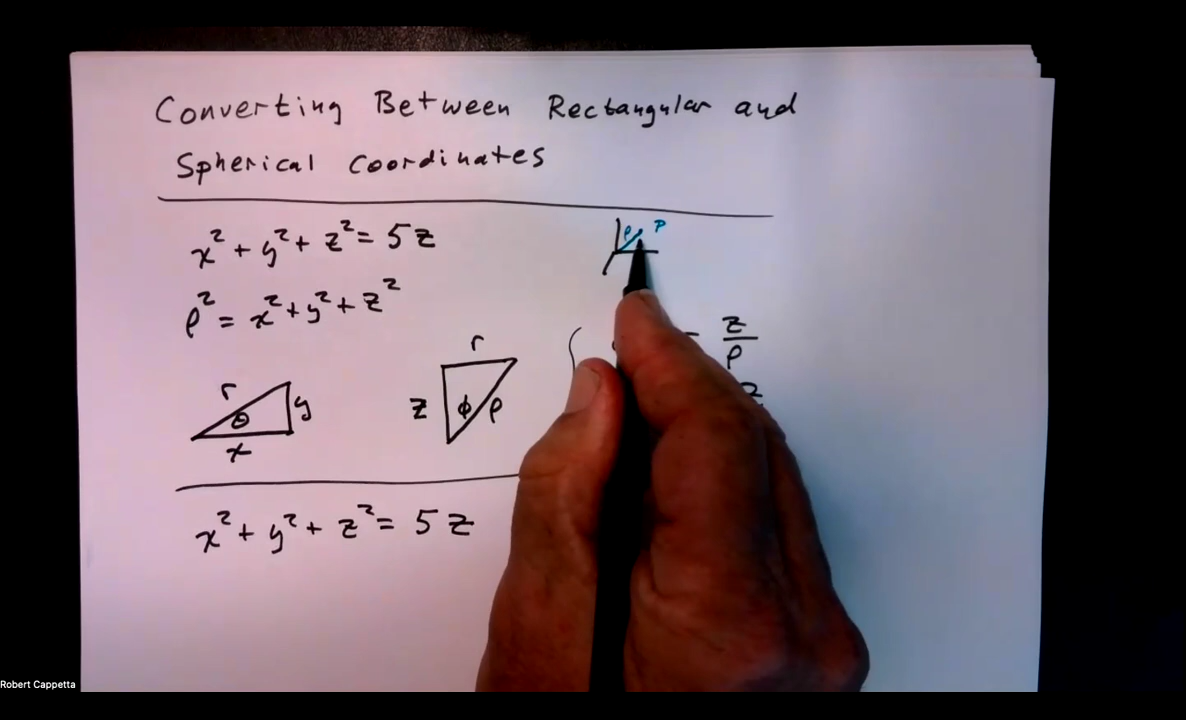 Converting Between Rectangular and
Spherical Coordinates
x² + y² + z² = 5z
ρ P
ρ² = x² + y² + z²
r
z
ρ
r
θ
y
x
z
ϕ
ρ
x² + y² + z² = 5z
Robert Cappetta